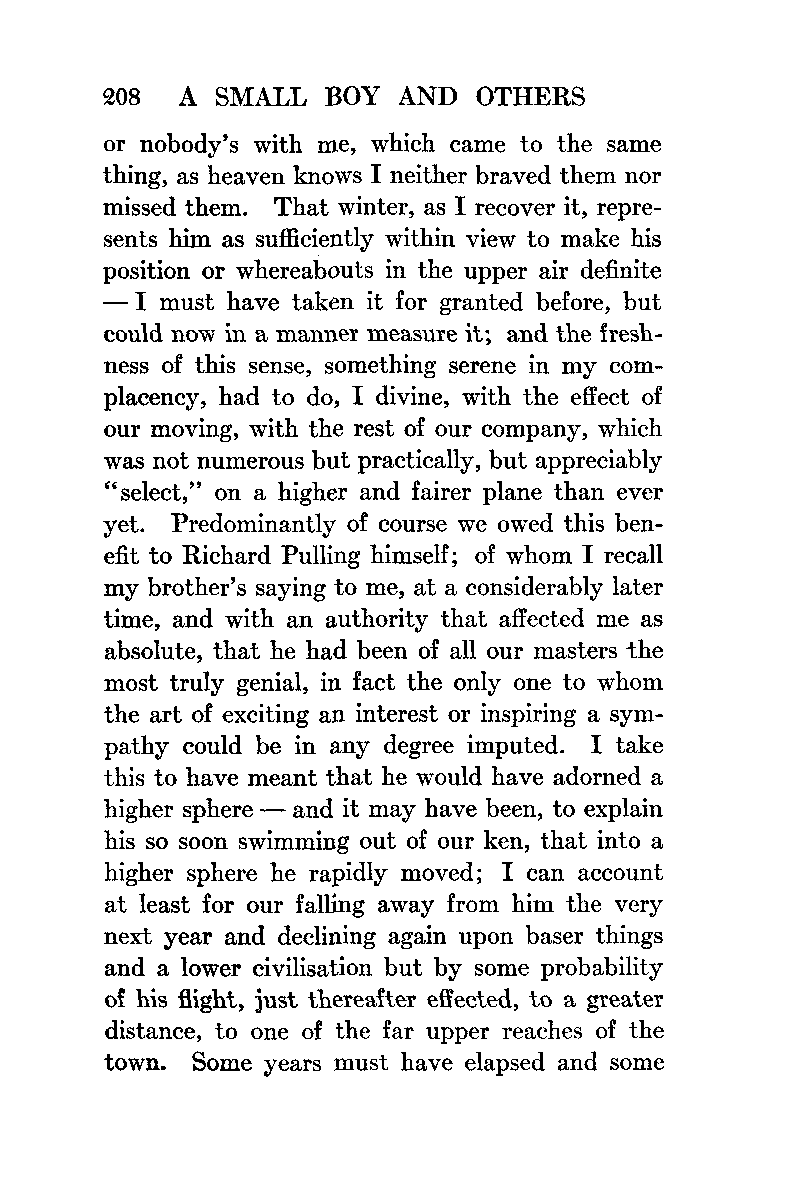 208 A SMALL BOY AND OTHERS
or nobody's with me, which came to the same
thing, as heaven knows I neither braved them nor
missed them. That winter, as I recover it, repre-
sents him as sufficiently within view to make his
position or whereabouts in the upper air definite
— I must have taken it for granted before, but
could now in a manner measure it; and the fresh-
ness of this sense, something serene in my com-
placency, had to do, I divine, with the effect of
our moving, with the rest of our company, which
was not numerous but practically, but appreciably
"select," on a higher and fairer plane than ever
yet. Predominantly of course we owed this ben-
efit to Richard Pulling himself; of whom I recall
my brother's saying to me, at a considerably later
time, and with an authority that affected me as
absolute, that he had been of all our masters the
most truly genial, in fact the only one to whom
the art of exciting an interest or inspiring a sym-
pathy could be in any degree imputed. I take
this to have meant that he would have adorned a
higher sphere — and it may have been, to explain
his so soon swimming out of our ken, that into a
higher sphere he rapidly moved; I can account
at least for our falling away from him the very
next year and declining again upon baser things
and a lower civilisation but by some probability
of his flight, just thereafter effected, to a greater
distance, to one of the far upper reaches of the
town. Some years must have elapsed and some